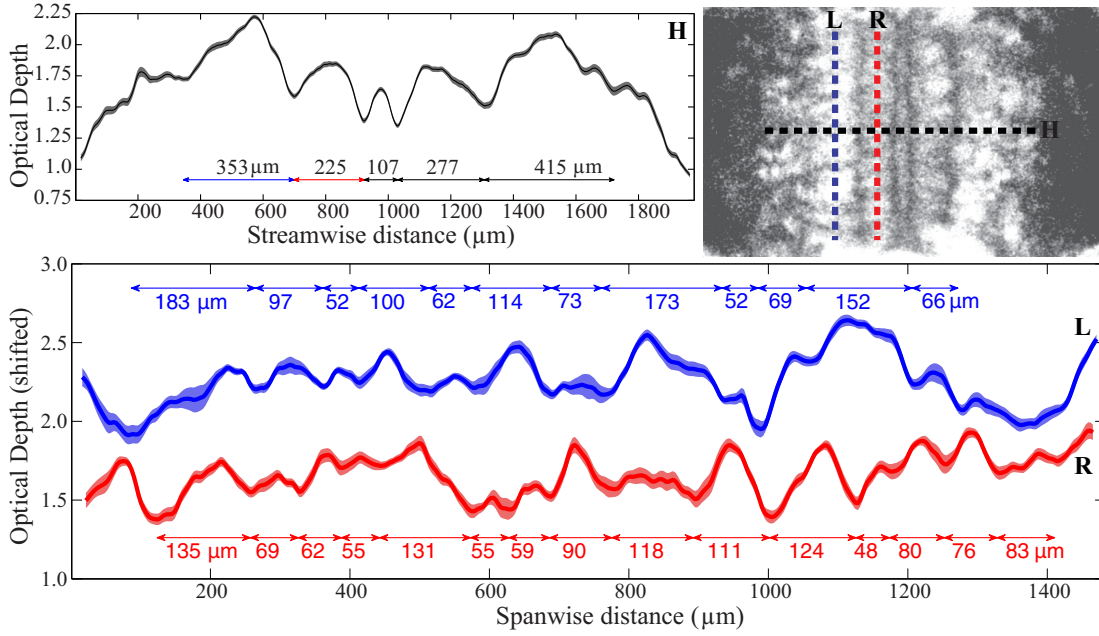 2.25
2.0
1.75
1.5
1.25
1.0
0.75
Optical Depth
H
353 µm 225 107 277 415 µm
200 400 600 800 1000 1200 1400 1600 1800
Streamwise distance (µm)
L R
H
3.0
2.5
2.0
1.5
1.0
Optical Depth (shifted)
183 µm 97 52 100 62 114 73 173 52 69 152 66 µm
L
R
135 µm 69 62 55 131 55 59 90 118 111 124 48 80 76 83 µm
200 400 600 800 1000 1200 1400
Spanwise distance (µm)